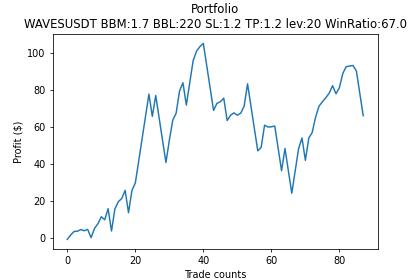 Portfolio
WAVESUSDT BBM:1.7 BBL:220 SL:1.2 TP:1.2 lev:20 WinRatio:67.0
Profit ($)
100
80
60
40
20
0
0 20 40 60 80
Trade counts